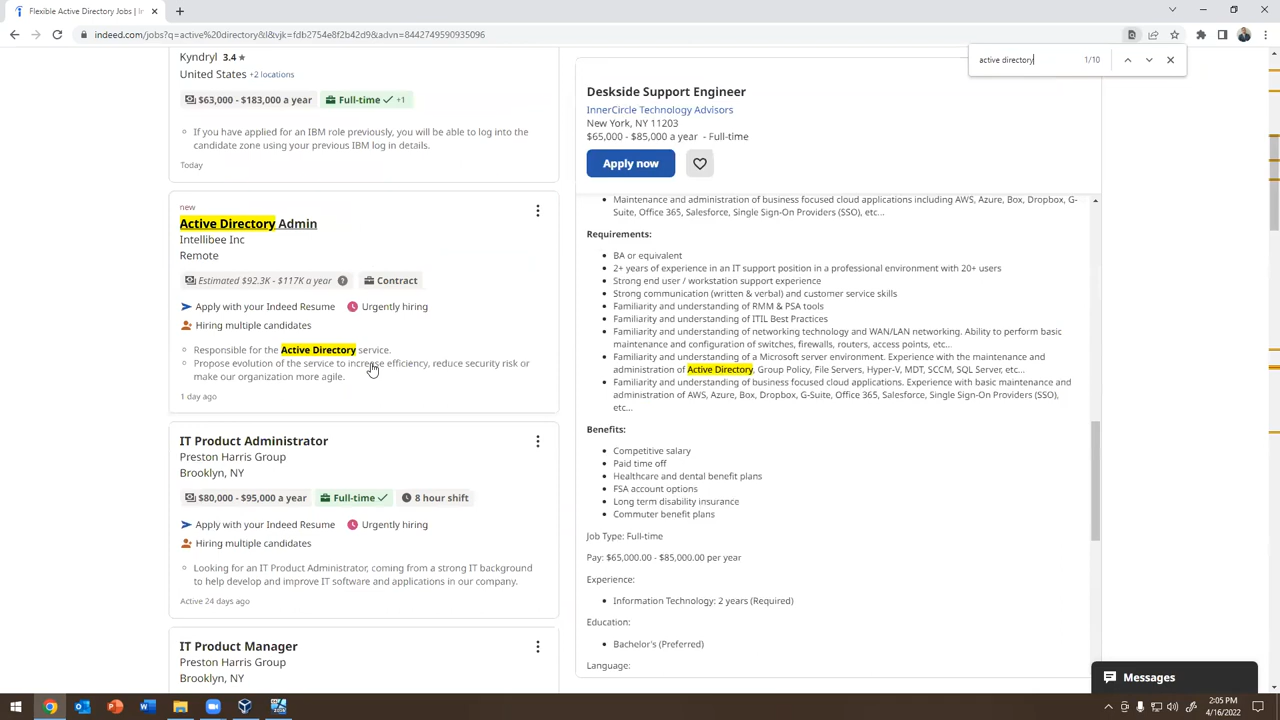 Flexible Active Directory Jobs | In
indeed.com/jobs?q=active%20directory&l&vjk=fdb2754e8f2b42d9&advn=8442749590935096
active directory 1/10
Kyndryl 3.4
United States +2 locations
$63,000 - $183,000 a year Full-time +1
If you have applied for an IBM role previously, you will be able to log into the
candidate zone using your previous IBM log in details.
Today
new
Active Directory Admin
Intellibee Inc
Remote
Estimated $92.3K - $117K a year ? Contract
Apply with your Indeed Resume Urgently hiring
Hiring multiple candidates
Responsible for the Active Directory service.
Propose evolution of the service to increase efficiency, reduce security risk or
make our organization more agile.
1 day ago
IT Product Administrator
Preston Harris Group
Brooklyn, NY
$80,000 - $95,000 a year Full-time 8 hour shift
Apply with your Indeed Resume Urgently hiring
Hiring multiple candidates
Looking for an IT Product Administrator, coming from a strong IT background
to help develop and improve IT software and applications in our company.
Active 24 days ago
IT Product Manager
Preston Harris Group
Brooklyn, NY
Deskside Support Engineer
InnerCircle Technology Advisors
New York, NY 11203
$65,000 - $85,000 a year - Full-time
Apply now
Maintenance and administration of business focused cloud applications including AWS, Azure, Box, Dropbox, G-
Suite, Office 365, Salesforce, Single Sign-On Providers (SSO), etc...
Requirements:
BA or equivalent
2+ years of experience in an IT support position in a professional environment with 20+ users
Strong end user / workstation support experience
Strong communication (written & verbal) and customer service skills
Familiarity and understanding of RMM & PSA tools
Familiarity and understanding of ITIL Best Practices
Familiarity and understanding of networking technology and WAN/LAN networking. Ability to perform basic
maintenance and configuration of switches, firewalls, routers, access points, etc...
Familiarity and understanding of a Microsoft server environment. Experience with the maintenance and
administration of Active Directory, Group Policy, File Servers, Hyper-V, MDT, SCCM, SQL Server, etc...
Familiarity and understanding of business focused cloud applications. Experience with basic maintenance and
administration of AWS, Azure, Box, Dropbox, G-Suite, Office 365, Salesforce, Single Sign-On Providers (SSO),
etc...
Benefits:
Competitive salary
Paid time off
Healthcare and dental benefit plans
FSA account options
Long term disability insurance
Commuter benefit plans
Job Type: Full-time
Pay: $65,000.00 - $85,000.00 per year
Experience:
Information Technology: 2 years (Required)
Education:
Bachelor's (Preferred)
Language:
Messages
2:05 PM
4/16/2022